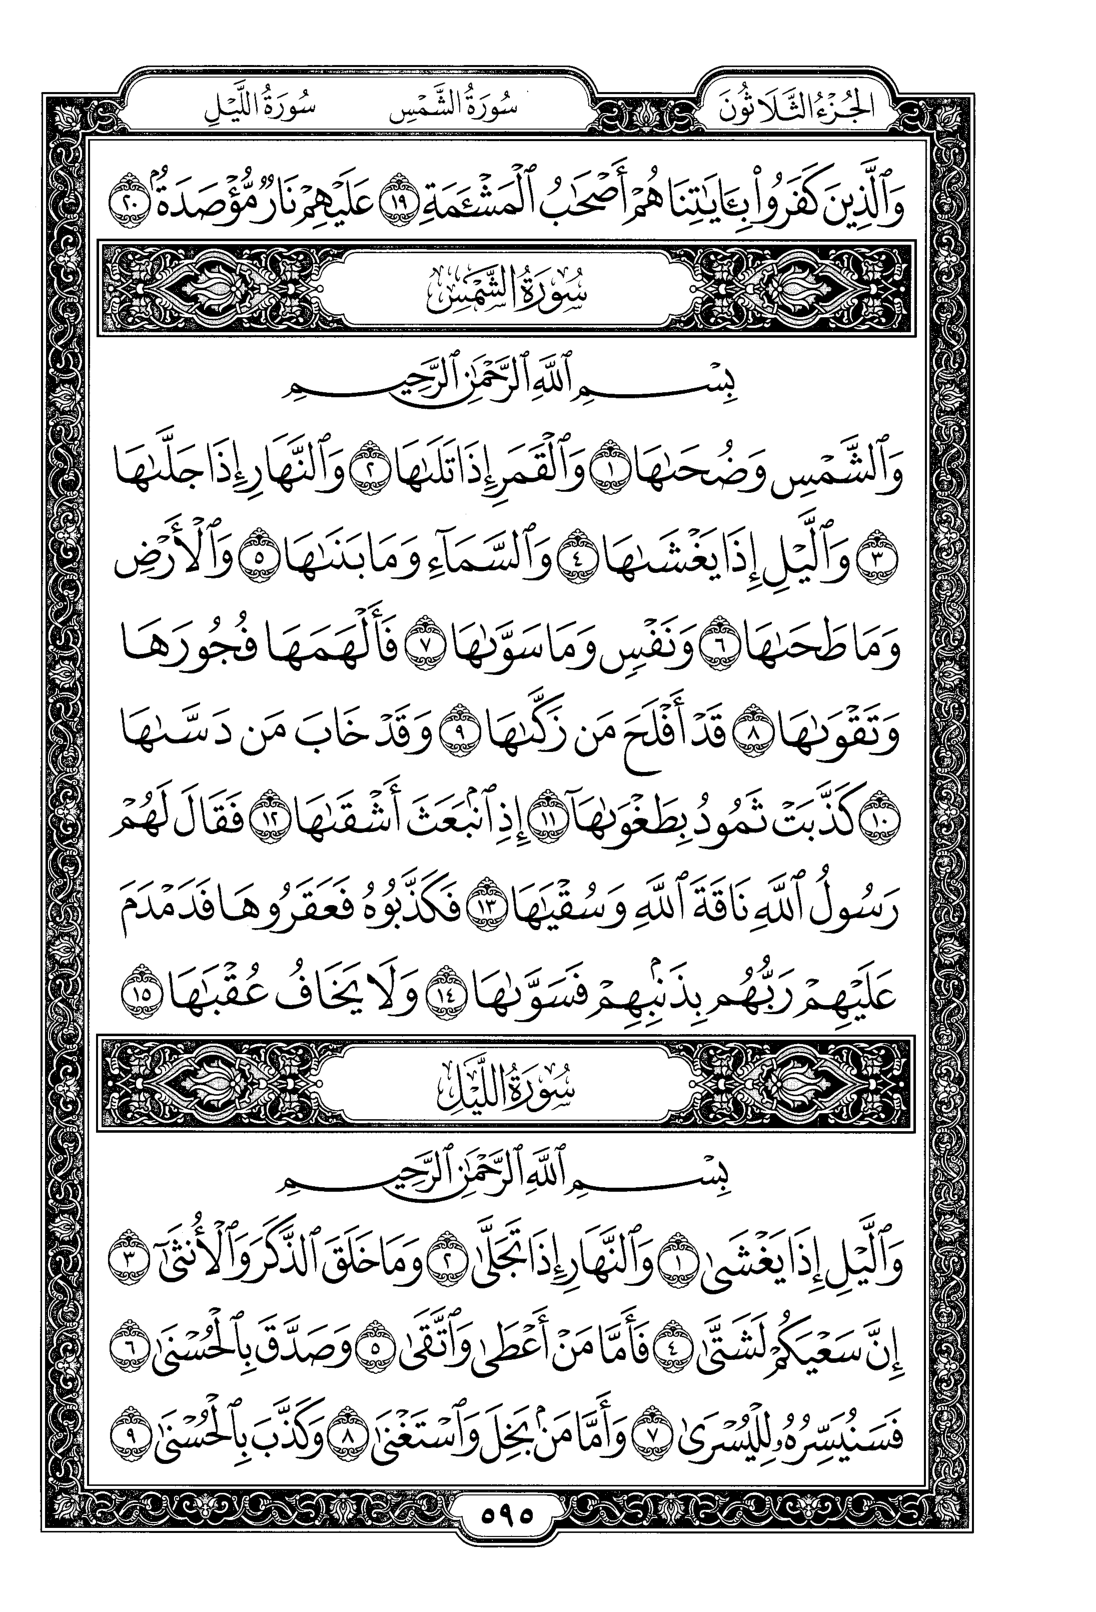 الجُزْءُ الثَّلَاثُونَ سُورَةُ الشَّمْسِ سُورَةُ اللَّيْلِ
وَٱلَّذِينَ كَفَرُوا۟ بِـَٔايَـٰتِنَا هُمْ أَصْحَـٰبُ ٱلْمَشْـَٔمَةِ ١٩ عَلَيْهِمْ نَارٌ مُّؤْصَدَةٌۢ ٢٠
سُورَةُ الشَّمْسِ
بِسْمِ ٱللَّهِ ٱلرَّحْمَـٰنِ ٱلرَّحِيمِ
وَٱلشَّمْسِ وَضُحَىٰهَا ١ وَٱلْقَمَرِ إِذَا تَلَىٰهَا ٢ وَٱلنَّهَارِ إِذَا جَلَّىٰهَا
٣ وَٱلَّيْلِ إِذَا يَغْشَىٰهَا ٤ وَٱلسَّمَآءِ وَمَا بَنَىٰهَا ٥ وَٱلْأَرْضِ
وَمَا طَحَىٰهَا ٦ وَنَفْسٍ وَمَا سَوَّىٰهَا ٧ فَأَلْهَمَهَا فُجُورَهَا
وَتَقْوَىٰهَا ٨ قَدْ أَفْلَحَ مَن زَكَّىٰهَا ٩ وَقَدْ خَابَ مَن دَسَّىٰهَا
١٠ كَذَّبَتْ ثَمُودُ بِطَغْوَىٰهَآ ١١ إِذِ ٱنۢبَعَثَ أَشْقَىٰهَا ١٢ فَقَالَ لَهُمْ
رَسُولُ ٱللَّهِ نَاقَةَ ٱللَّهِ وَسُقْيَـٰهَا ١٣ فَكَذَّبُوهُ فَعَقَرُوهَا فَدَمْدَمَ
عَلَيْهِمْ رَبُّهُم بِذَنۢبِهِمْ فَسَوَّىٰهَا ١٤ وَلَا يَخَافُ عُقْبَـٰهَا ١٥
سُورَةُ اللَّيْلِ
بِسْمِ ٱللَّهِ ٱلرَّحْمَـٰنِ ٱلرَّحِيمِ
وَٱلَّيْلِ إِذَا يَغْشَىٰ ١ وَٱلنَّهَارِ إِذَا تَجَلَّىٰ ٢ وَمَا خَلَقَ ٱلذَّكَرَ وَٱلْأُنثَىٰٓ ٣
إِنَّ سَعْيَكُمْ لَشَتَّىٰ ٤ فَأَمَّا مَنْ أَعْطَىٰ وَٱتَّقَىٰ ٥ وَصَدَّقَ بِٱلْحُسْنَىٰ ٦
فَسَنُيَسِّرُهُۥ لِلْيُسْرَىٰ ٧ وَأَمَّا مَنۢ بَخِلَ وَٱسْتَغْنَىٰ ٨ وَكَذَّبَ بِٱلْحُسْنَىٰ ٩
٥٩٥